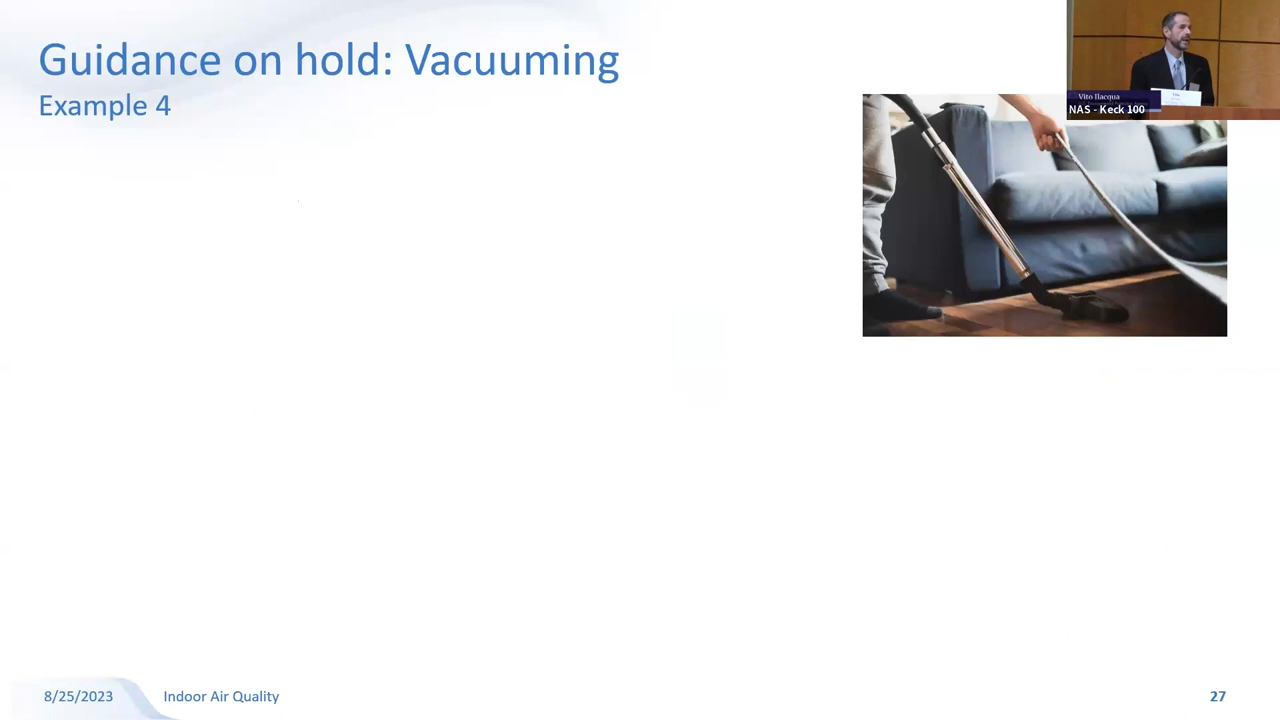 Guidance on hold: Vacuuming
Example 4
Vito Ilacqua
NAS - Keck 100
8/25/2023
Indoor Air Quality
27